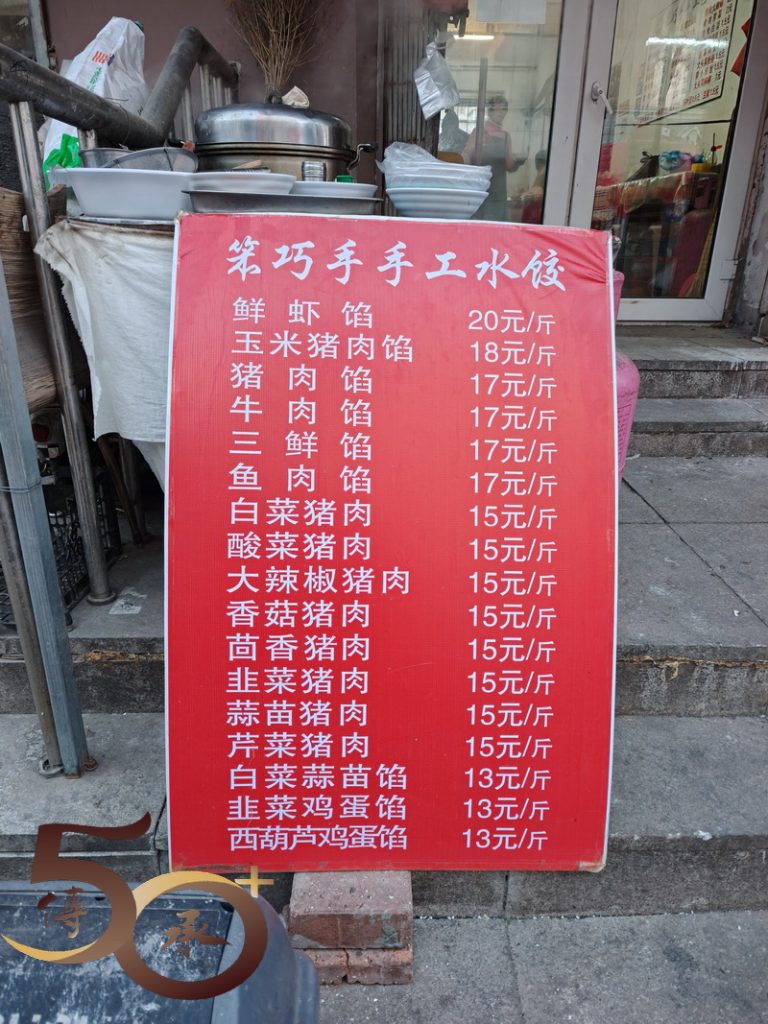 笨巧手手工水饺
鲜虾馅 20元/斤
玉米猪肉馅 18元/斤
猪肉馅 17元/斤
牛肉馅 17元/斤
三鲜馅 17元/斤
鱼肉馅 17元/斤
白菜猪肉 15元/斤
酸菜猪肉 15元/斤
大辣椒猪肉 15元/斤
香菇猪肉 15元/斤
茴香猪肉 15元/斤
韭菜猪肉 15元/斤
蒜苗猪肉 15元/斤
芹菜猪肉 15元/斤
白菜蒜苗馅 13元/斤
韭菜鸡蛋馅 13元/斤
西葫芦鸡蛋馅 13元/斤
50+
傳承